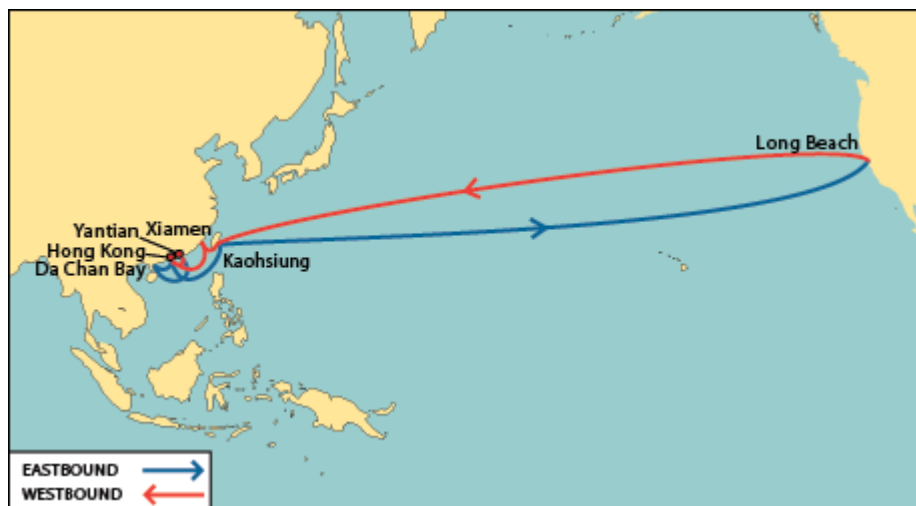 Long Beach
Yantian
Xiamen
Hong Kong
Da Chan Bay
Kaohsiung
EASTBOUND
WESTBOUND